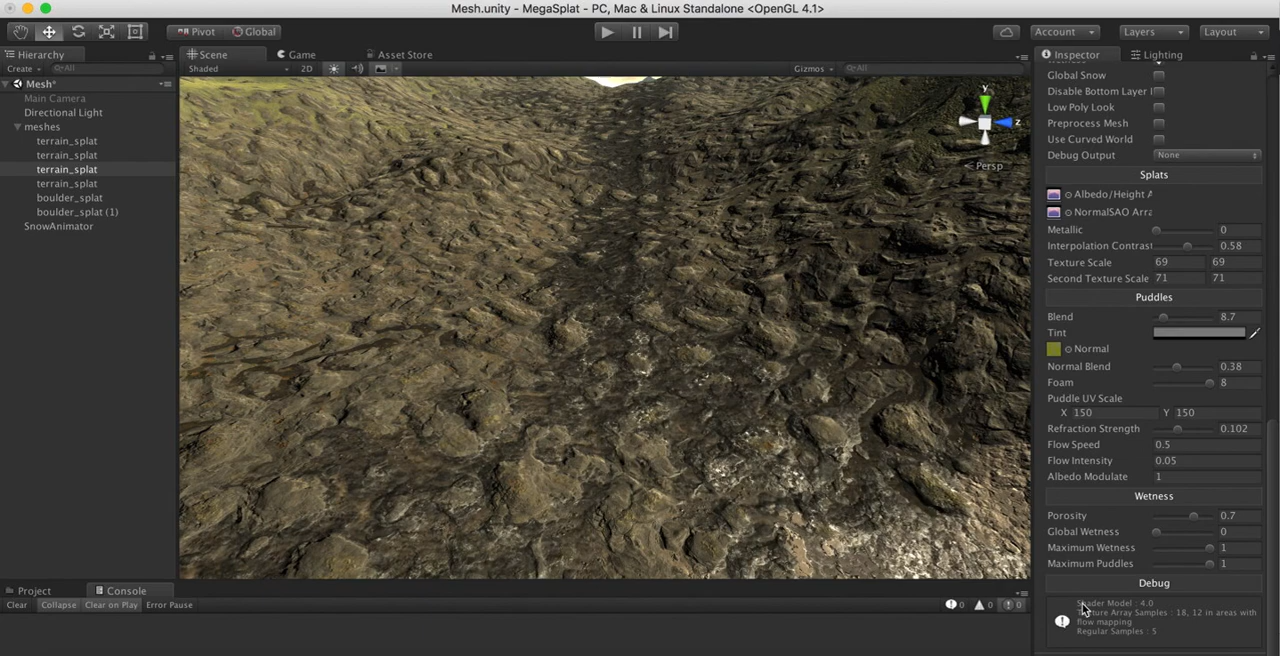 Mesh.unity - MegaSplat - PC, Mac & Linux Standalone <OpenGL 4.1>
Pivot Global Account Layers Layout
Hierarchy Scene Game Asset Store Inspector Lighting
Create All Shaded 2D Gizmos All
Mesh*
Main Camera
Directional Light
meshes
terrain_splat
terrain_splat
terrain_splat
terrain_splat
boulder_splat
boulder_splat (1)
SnowAnimator
y
z
Persp
Global Snow
Disable Bottom Layer
Low Poly Look
Preprocess Mesh
Use Curved World
Debug Output None
Splats
Albedo/Height A
NormalSAO Arra
Metallic 0
Interpolation Contrast 0.58
Texture Scale 69 69
Second Texture Scale 71 71
Puddles
Blend 8.7
Tint
Normal
Normal Blend 0.38
Foam 8
Puddle UV Scale
X 150 Y 150
Refraction Strength 0.102
Flow Speed 0.5
Flow Intensity 0.05
Albedo Modulate 1
Wetness
Porosity 0.7
Global Wetness 0
Maximum Wetness 1
Maximum Puddles 1
Debug
Shader Model : 4.0
Texture Array Samples : 18, 12 in areas with
flow mapping
Regular Samples : 5
Project Console
Clear Collapse Clear on Play Error Pause 0 0 0